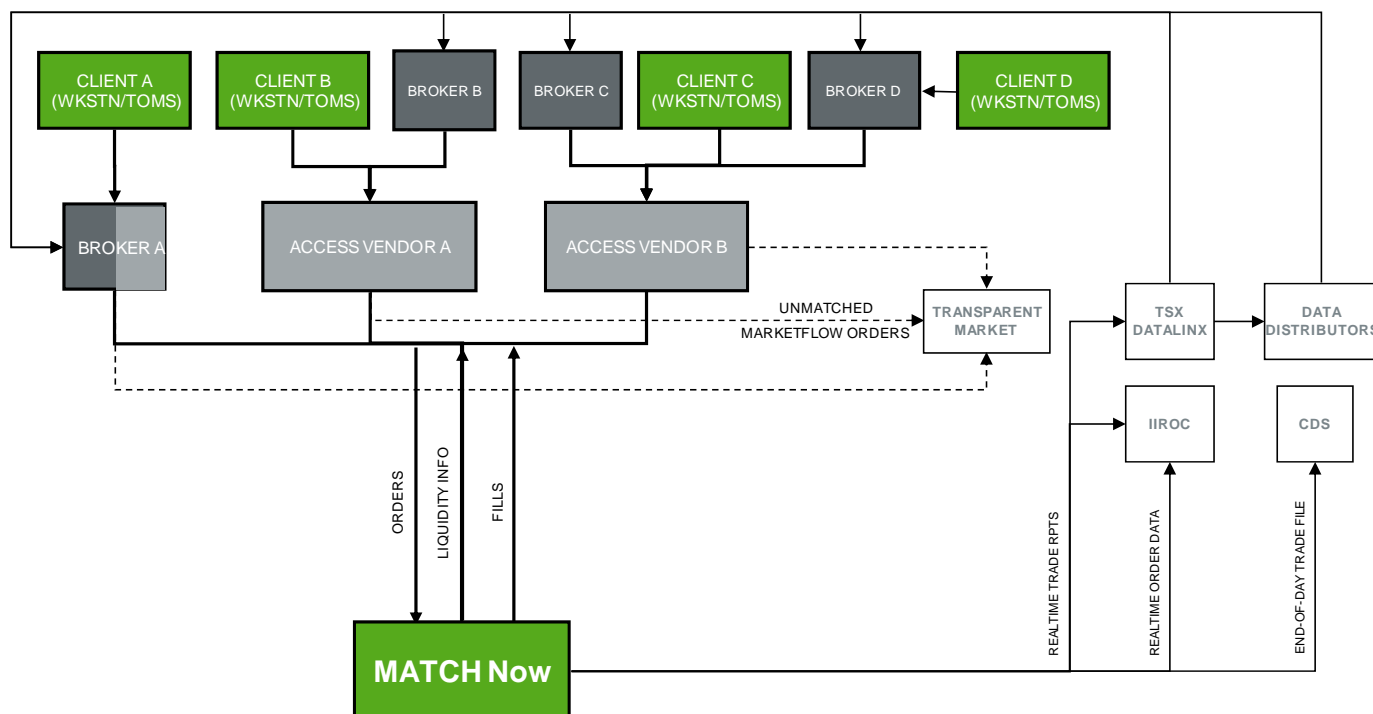 CLIENT A
(WKSTN/TOMS)
CLIENT B
(WKSTN/TOMS)
BROKER B
BROKER C
CLIENT C
(WKSTN/TOMS)
BROKER D
CLIENT D
(WKSTN/TOMS)
BROKER A
ACCESS VENDOR A
ACCESS VENDOR B
UNMATCHED
MARKETFLOW ORDERS
TRANSPARENT
MARKET
TSX
DATALINX
DATA
DISTRIBUTORS
IIROC
CDS
ORDERS
LIQUIDITY INFO
FILLS
REALTIME TRADE RPTS
REALTIME ORDER DATA
END-OF-DAY TRADE FILE
MATCH Now